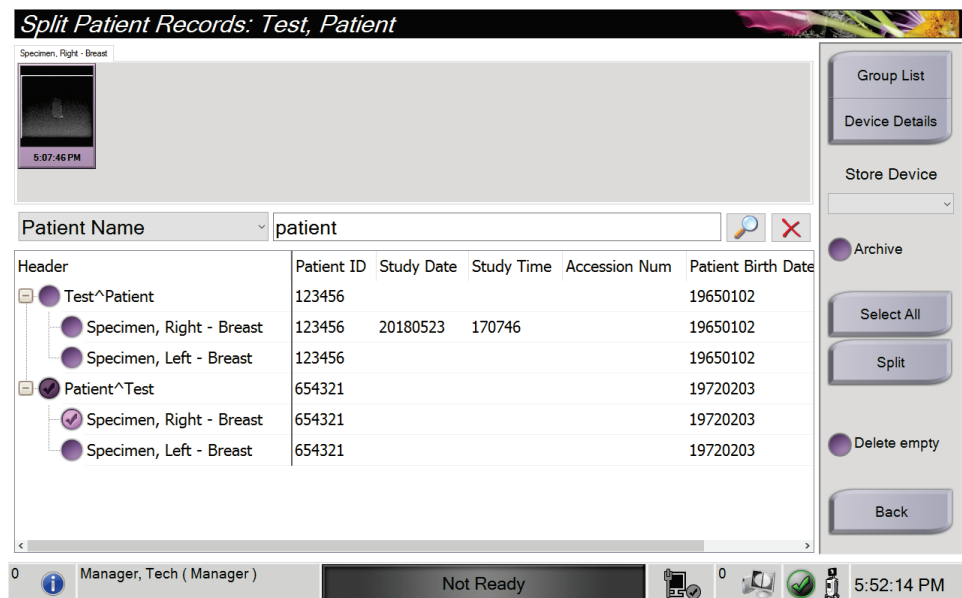 Split Patient Records: Test, Patient
Specimen, Right - Breast
5:07:46 PM
Group List
Device Details
Store Device
Archive
Patient Name patient
Header Patient ID Study Date Study Time Accession Num Patient Birth Date
Test^Patient 123456 19650102
Specimen, Right - Breast 123456 20180523 170746 19650102
Specimen, Left - Breast 123456 19650102
Patient^Test 654321 19720203
Specimen, Right - Breast 654321 19720203
Specimen, Left - Breast 654321 19720203
Select All
Split
Delete empty
Back
0 Manager, Tech ( Manager ) Not Ready 0 5:52:14 PM